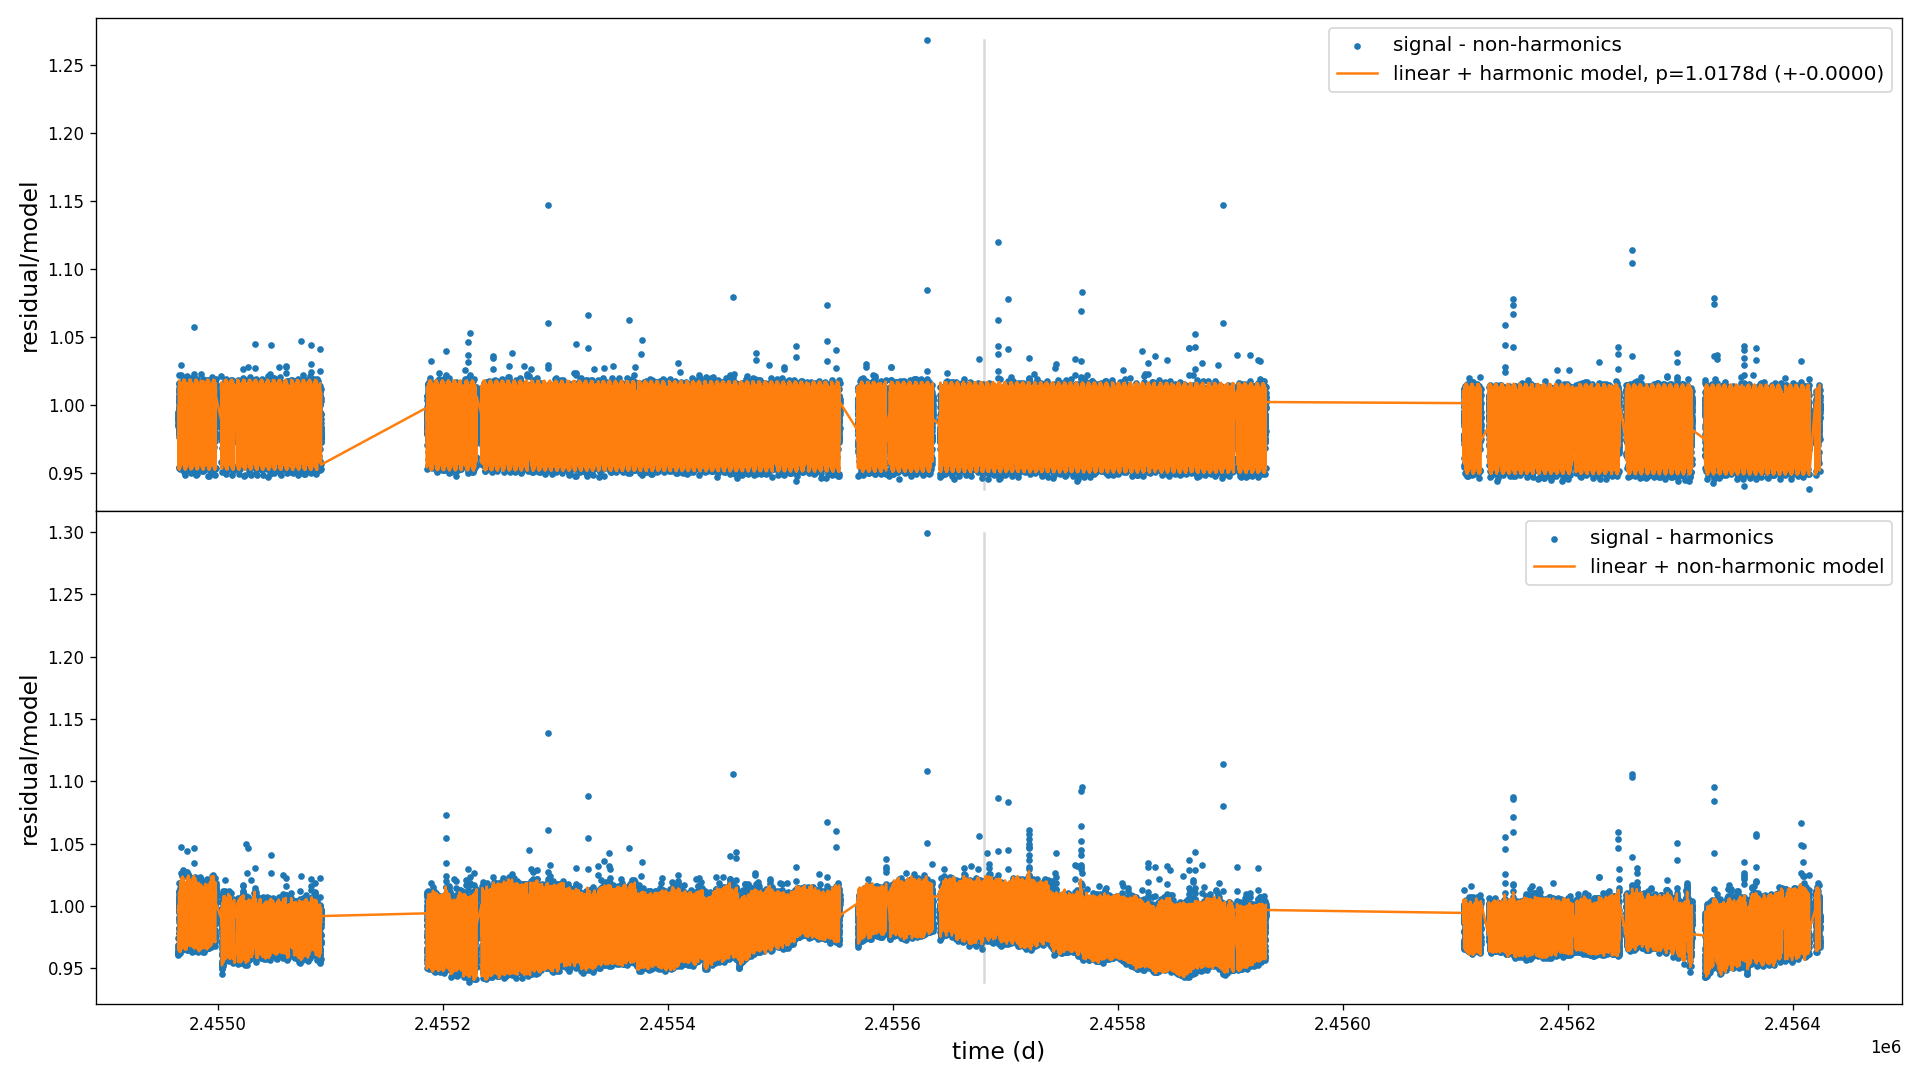 signal - non-harmonics
linear + harmonic model, p=1.0178d (+-0.0000)
residual/model
1.25
1.20
1.15
1.10
1.05
1.00
0.95
signal - harmonics
linear + non-harmonic model
residual/model
1.30
1.25
1.20
1.15
1.10
1.05
1.00
0.95
2.4550
2.4552
2.4554
2.4556
2.4558
2.4560
2.4562
2.4564
1e6
time (d)